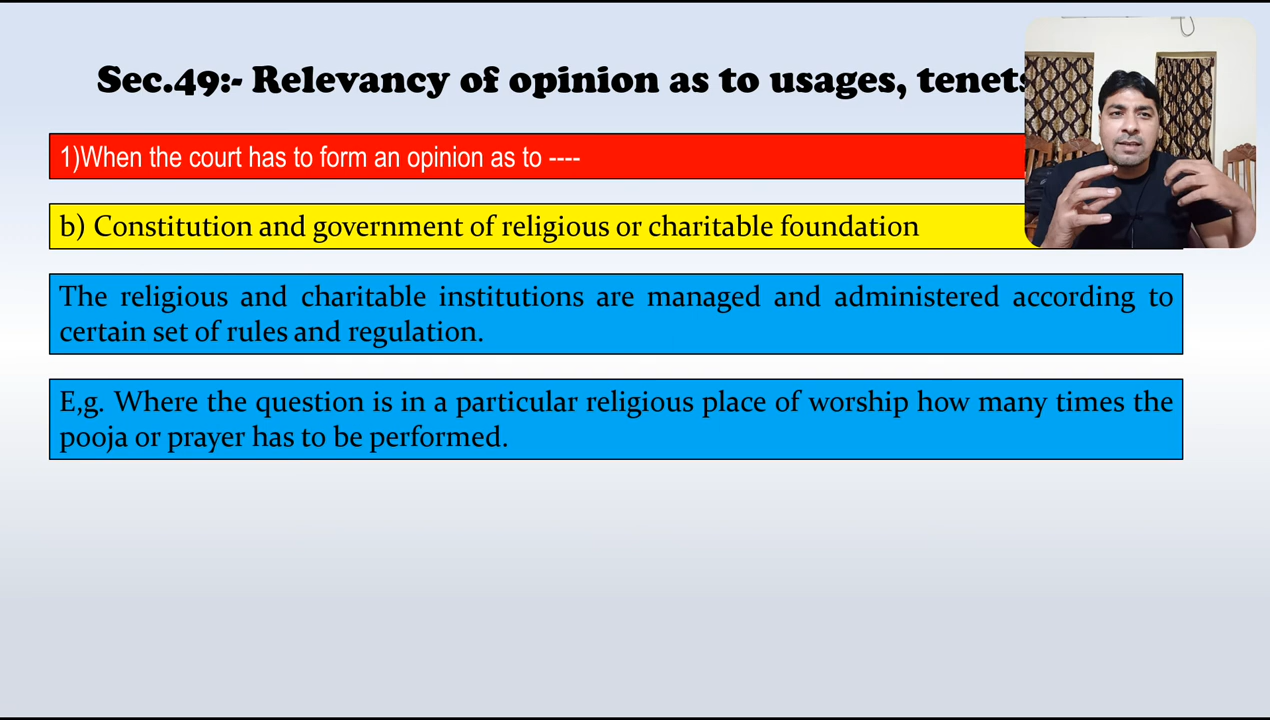 Sec.49:- Relevancy of opinion as to usages, tenets
1)When the court has to form an opinion as to ----
b) Constitution and government of religious or charitable foundation
The religious and charitable institutions are managed and administered according to
certain set of rules and regulation.
E,g. Where the question is in a particular religious place of worship how many times the
pooja or prayer has to be performed.